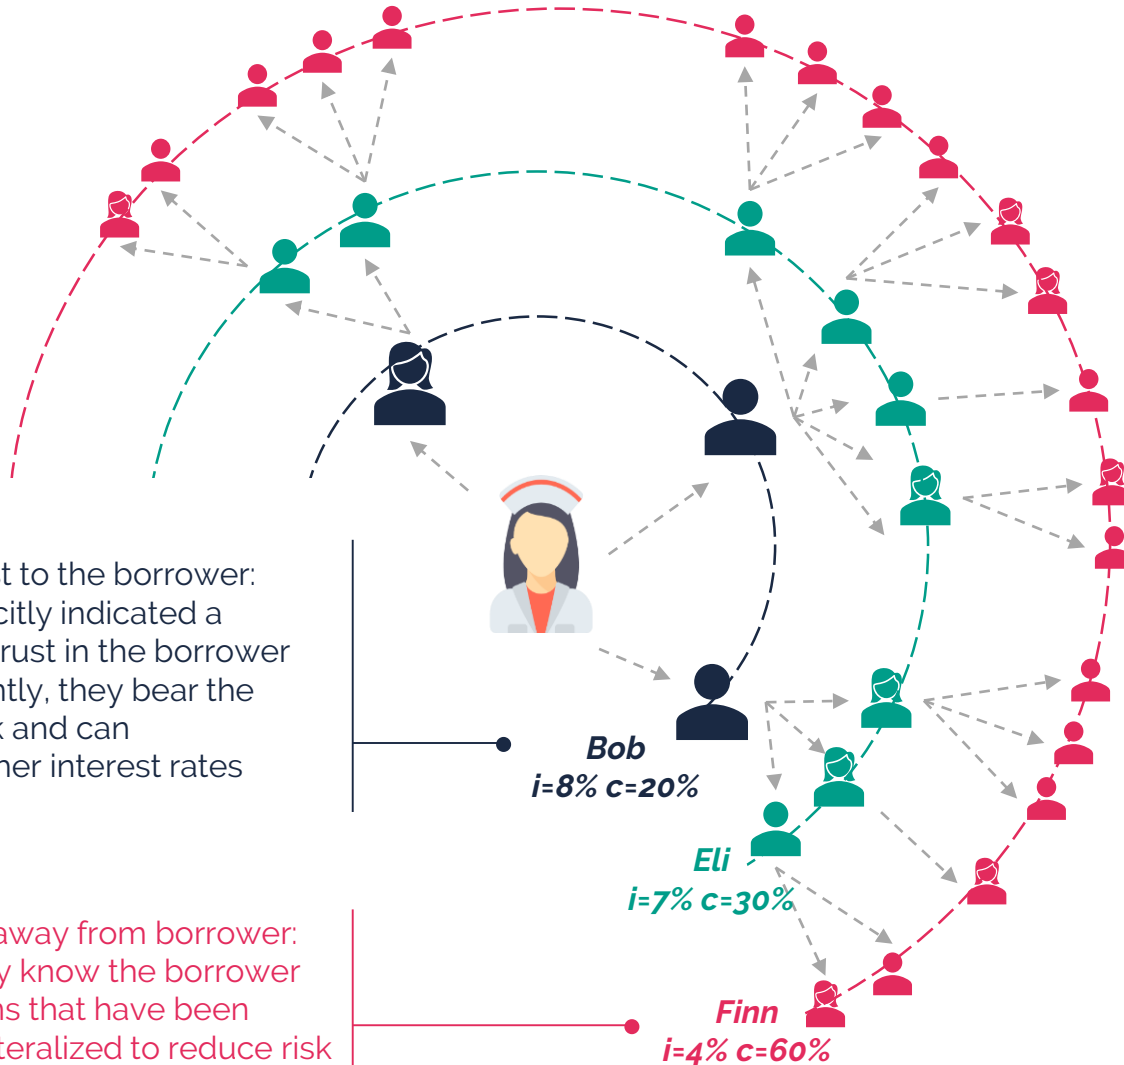 st to the borrower:
citly indicated a
rust in the borrower
ntly, they bear the
k and can
her interest rates
Bob
i=8% c=20%
Eli
i=7% c=30%
away from borrower:
y know the borrower
ns that have been
teralized to reduce risk
Finn
i=4% c=60%